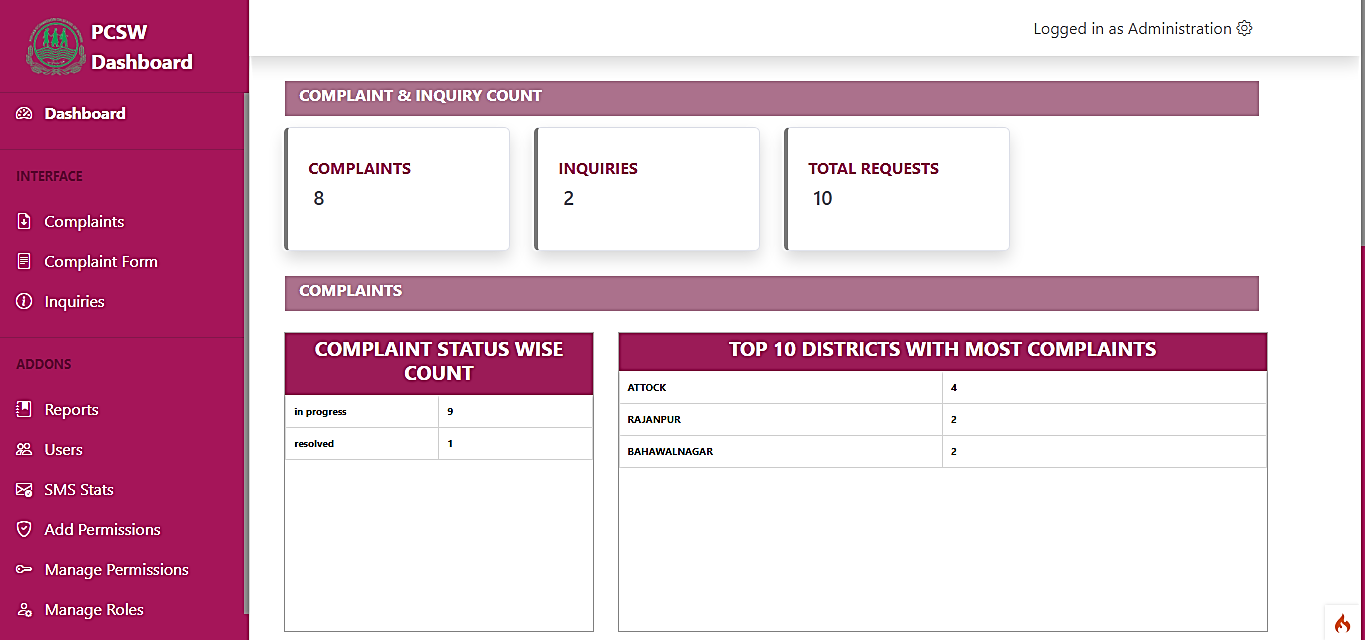 PCSW
Dashboard
Logged in as Administration
Dashboard
INTERFACE
Complaints
Complaint Form
Inquiries
ADDONS
Reports
Users
SMS Stats
Add Permissions
Manage Permissions
Manage Roles
COMPLAINT & INQUIRY COUNT
COMPLAINTS
8
INQUIRIES
2
TOTAL REQUESTS
10
COMPLAINTS
COMPLAINT STATUS WISE
COUNT
in progress 9
resolved 1
TOP 10 DISTRICTS WITH MOST COMPLAINTS
ATTOCK 4
RAJANPUR 2
BAHAWALNAGAR 2